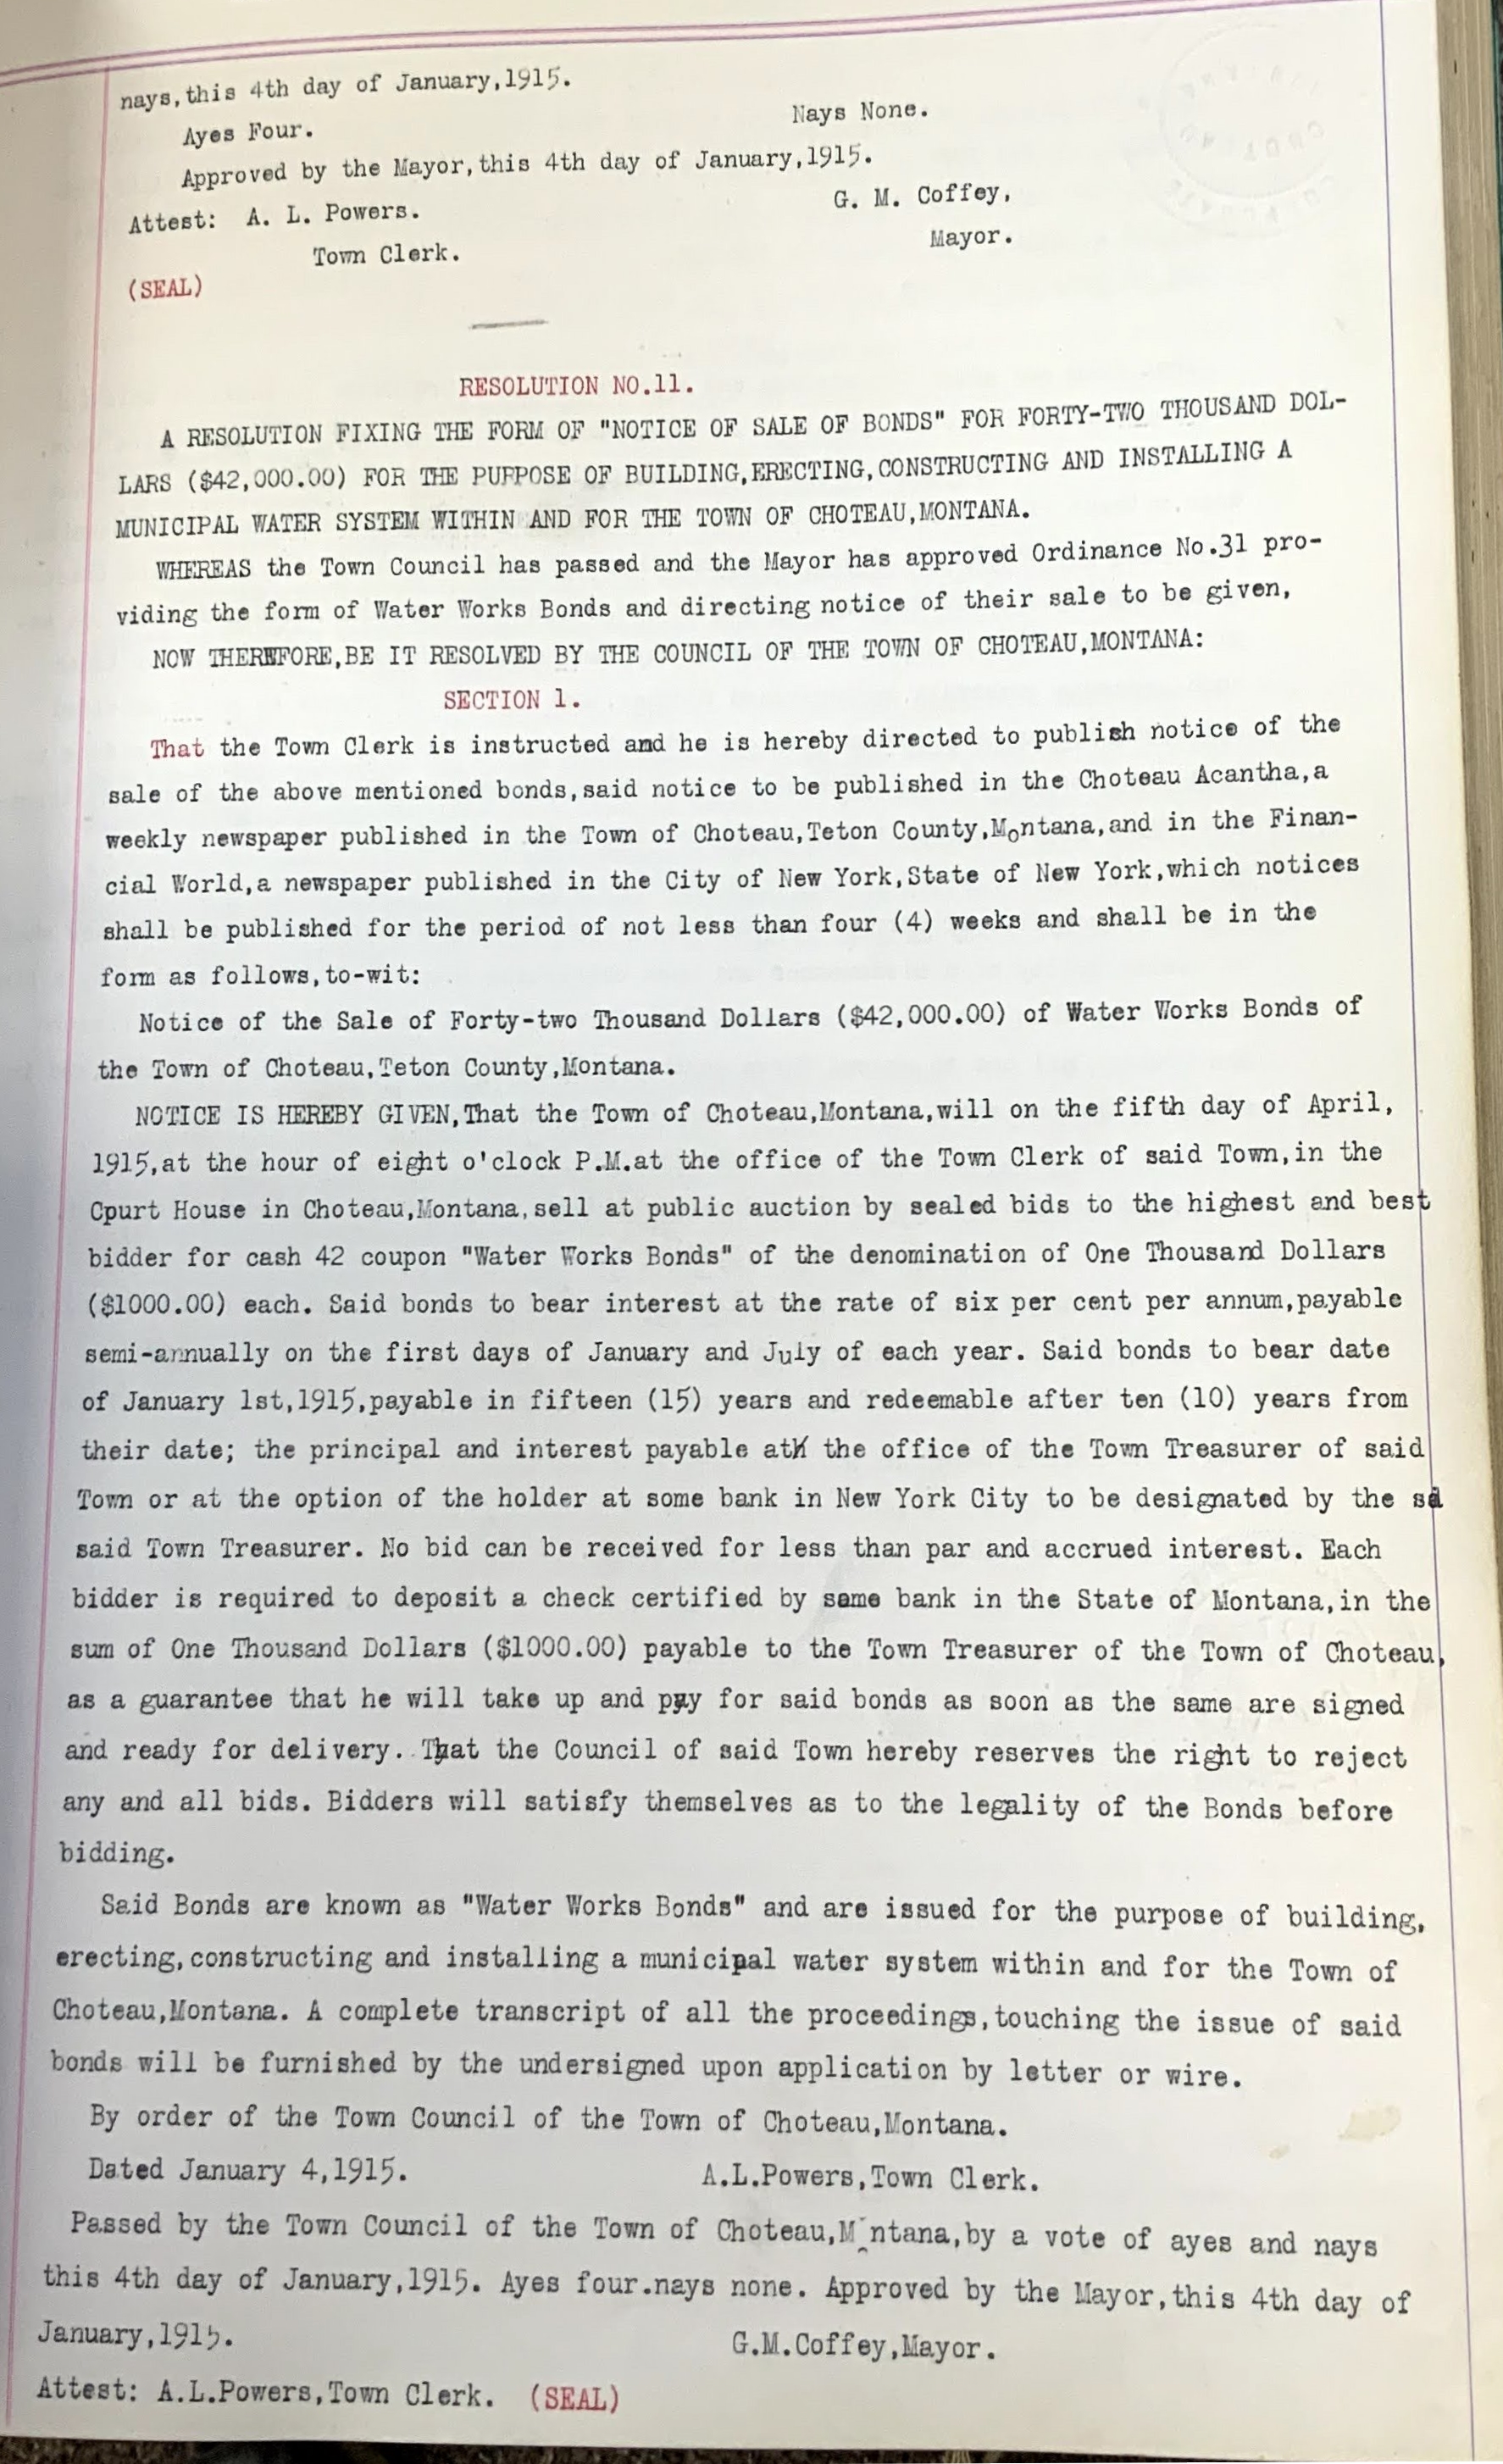 nays,this 4th day of January,1915.
Ayes Four. Nays None.
Approved by the Mayor,this 4th day of January,1915.
Attest: A. L. Powers. G. M. Coffey,
Town Clerk. Mayor.
(SEAL)
RESOLUTION NO.11.
A RESOLUTION FIXING THE FORM OF "NOTICE OF SALE OF BONDS" FOR FORTY-TWO THOUSAND DOL-
LARS ($42,000.00) FOR THE PURPOSE OF BUILDING,ERECTING,CONSTRUCTING AND INSTALLING A
MUNICIPAL WATER SYSTEM WITHIN AND FOR THE TOWN OF CHOTEAU,MONTANA.
WHEREAS the Town Council has passed and the Mayor has approved Ordinance No.31 pro-
viding the form of Water Works Bonds and directing notice of their sale to be given,
NOW THEREFORE,BE IT RESOLVED BY THE COUNCIL OF THE TOWN OF CHOTEAU,MONTANA:
SECTION 1.
That the Town Clerk is instructed and he is hereby directed to publish notice of the
sale of the above mentioned bonds,said notice to be published in the Choteau Acantha,a
weekly newspaper published in the Town of Choteau,Teton County,Montana,and in the Finan-
cial World,a newspaper published in the City of New York,State of New York,which notices
shall be published for the period of not less than four (4) weeks and shall be in the
form as follows,to-wit:
Notice of the Sale of Forty-two Thousand Dollars ($42,000.00) of Water Works Bonds of
the Town of Choteau,Teton County,Montana.
NOTICE IS HEREBY GIVEN,That the Town of Choteau,Montana,will on the fifth day of April,
1915,at the hour of eight o'clock P.M.at the office of the Town Clerk of said Town,in the
Cpurt House in Choteau,Montana,sell at public auction by sealed bids to the highest and best
bidder for cash 42 coupon "Water Works Bonds" of the denomination of One Thousand Dollars
($1000.00) each. Said bonds to bear interest at the rate of six per cent per annum,payable
semi-annually on the first days of January and July of each year. Said bonds to bear date
of January 1st,1915,payable in fifteen (15) years and redeemable after ten (10) years from
their date; the principal and interest payable at the office of the Town Treasurer of said
Town or at the option of the holder at some bank in New York City to be designated by the sa
said Town Treasurer. No bid can be received for less than par and accrued interest. Each
bidder is required to deposit a check certified by some bank in the State of Montana,in the
sum of One Thousand Dollars ($1000.00) payable to the Town Treasurer of the Town of Choteau,
as a guarantee that he will take up and pay for said bonds as soon as the same are signed
and ready for delivery. That the Council of said Town hereby reserves the right to reject
any and all bids. Bidders will satisfy themselves as to the legality of the Bonds before
bidding.
Said Bonds are known as "Water Works Bonds" and are issued for the purpose of building,
erecting,constructing and installing a municipal water system within and for the Town of
Choteau,Montana. A complete transcript of all the proceedings,touching the issue of said
bonds will be furnished by the undersigned upon application by letter or wire.
By order of the Town Council of the Town of Choteau,Montana.
Dated January 4,1915. A.L.Powers,Town Clerk.
Passed by the Town Council of the Town of Choteau,M ntana,by a vote of ayes and nays
this 4th day of January,1915. Ayes four.nays none. Approved by the Mayor,this 4th day of
January,1915. G.M.Coffey,Mayor.
Attest: A.L.Powers,Town Clerk. (SEAL)